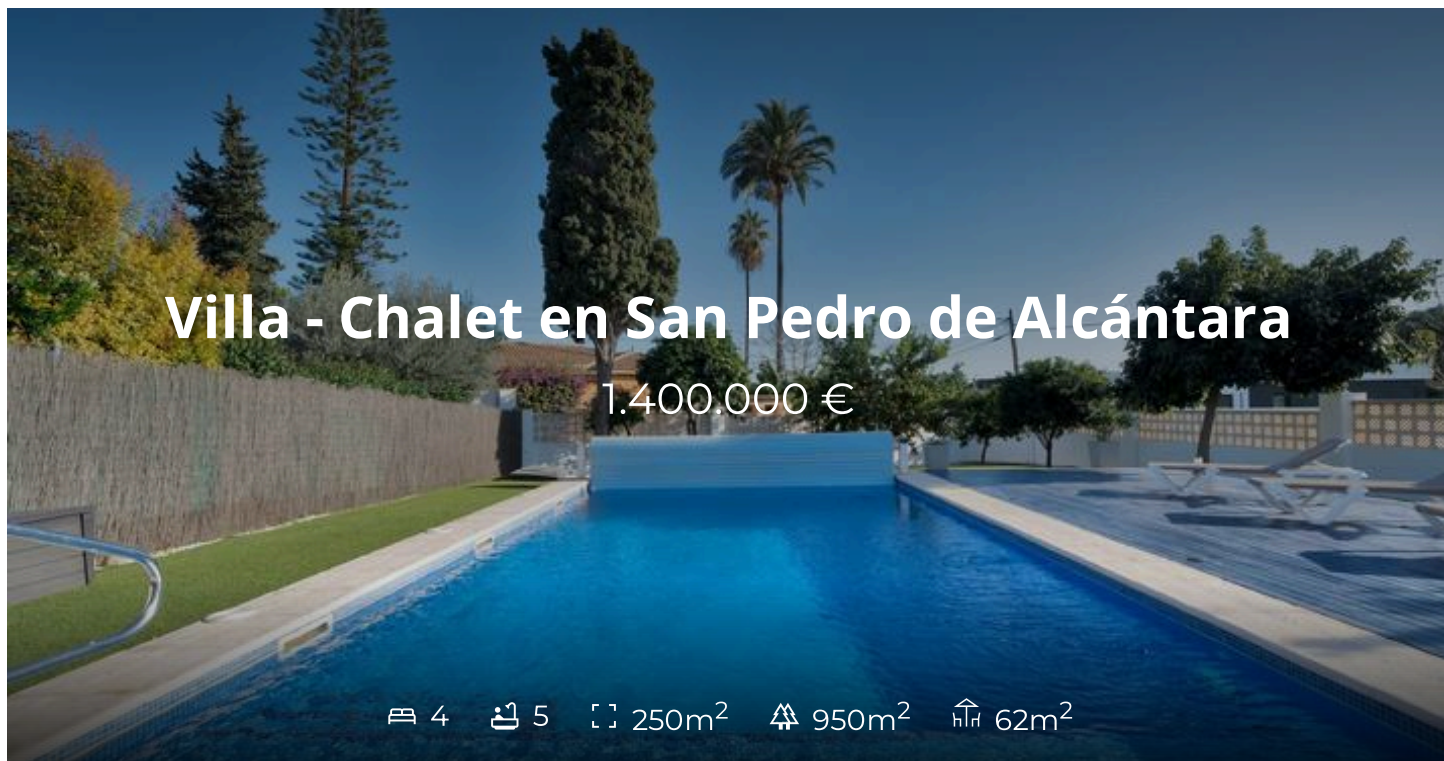 Villa - Chalet en San Pedro de Alcántara
1.400.000 €
4 5 250m² 950m² 62m²